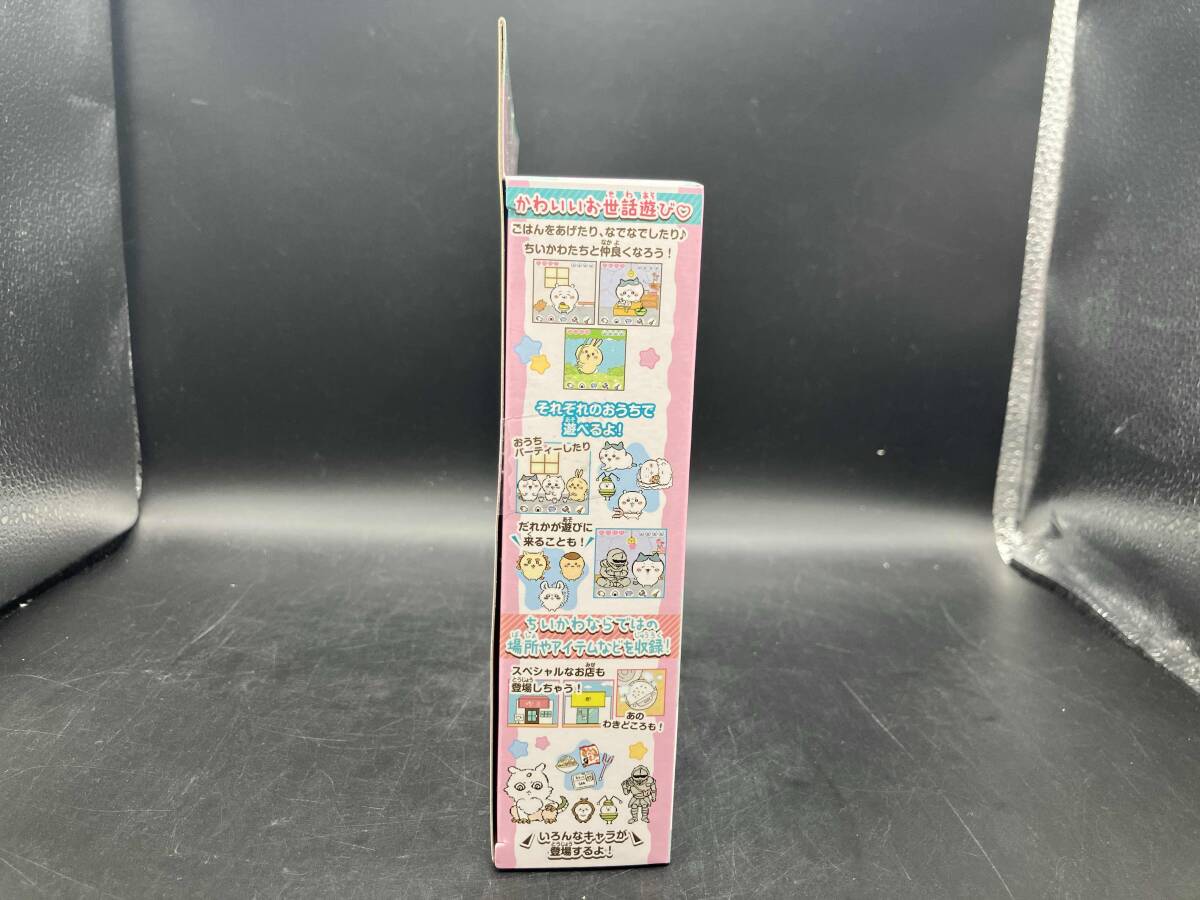 かわいいお世話遊び♡
ごはんをあげたり、なでなでしたり♪
ちいかわたちと仲良くなろう！
それぞれのおうちで
遊べるよ！
おうち
パーティーしたり
だれかが遊びに
来ることも！
ちいかわならではの
場所やアイテムなどを収録！
スペシャルなお店も
登場しちゃう！
あの
わきどころも！
いろんなキャラが
登場するよ！